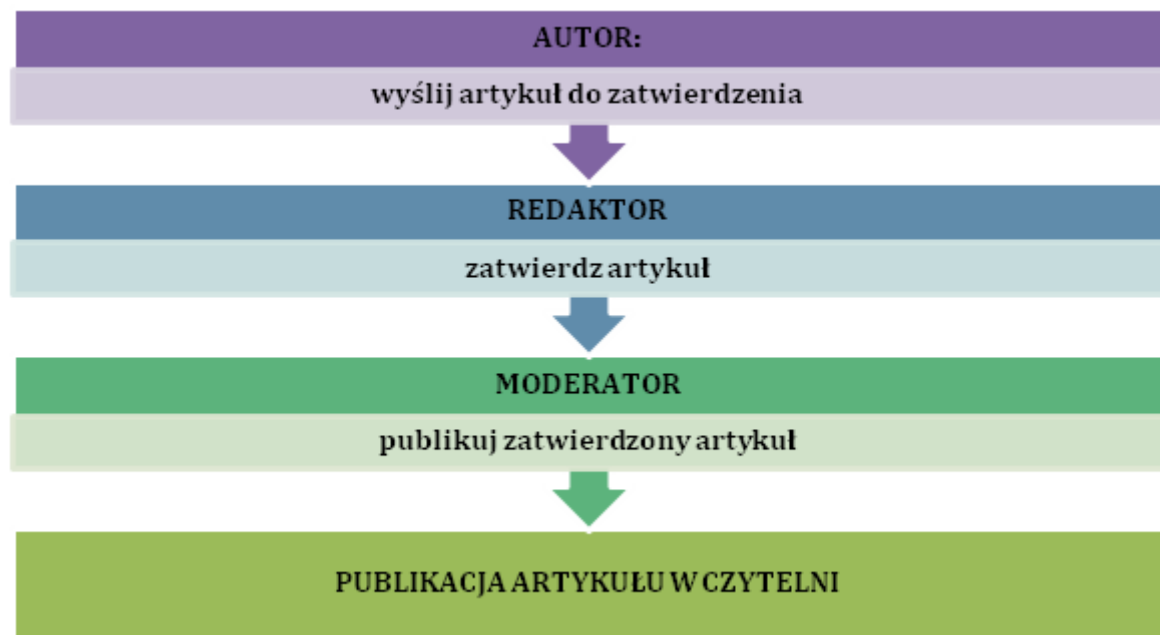 AUTOR:
wyślij artykuł do zatwierdzenia
REDAKTOR
zatwierdz artykuł
MODERATOR
publikuj zatwierdzony artykuł
PUBLIKACJA ARTYKUŁU W CZYTELNI